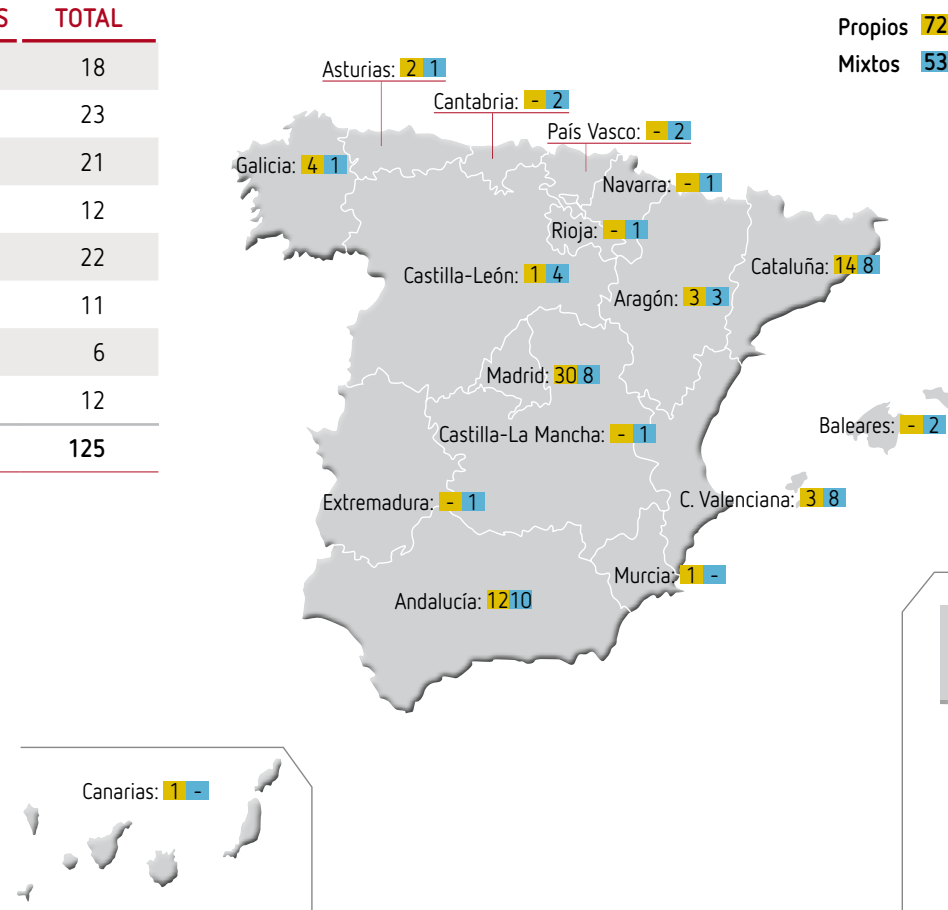 S TOTAL
18
23
21
12
22
11
6
12
125
Propios 72
Mixtos 53
Asturias: 2 1
Cantabria: - 2
País Vasco: - 2
Galicia: 4 1
Navarra: - 1
Rioja: - 1
Castilla-León: 1 4
Cataluña: 14 8
Aragón: 3 3
Madrid: 30 8
Baleares: - 2
Castilla-La Mancha: - 1
Extremadura: - 1
C. Valenciana: 3 8
Murcia: 1 -
Andalucía: 12 10
Canarias: 1 -